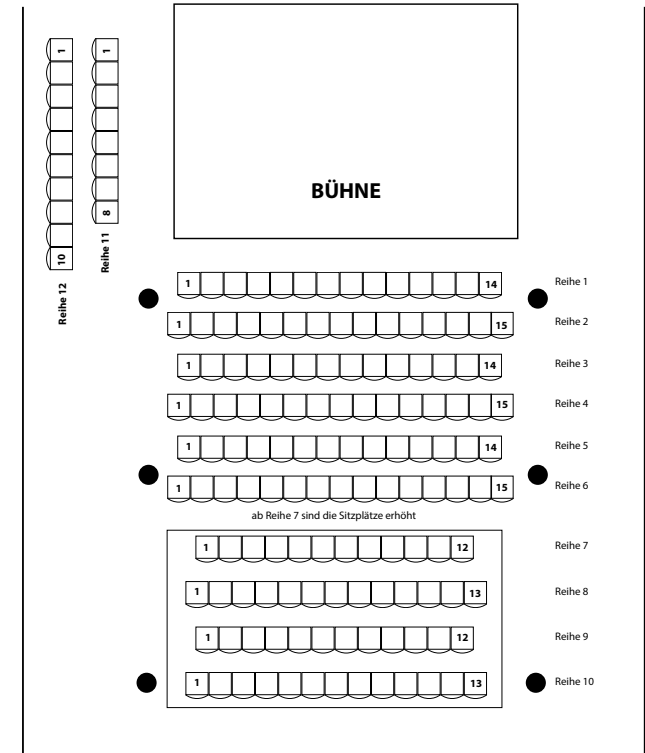 1
1
BÜHNE
8
10
Reihe 11
Reihe 12
1 14 Reihe 1
1 15 Reihe 2
1 14 Reihe 3
1 15 Reihe 4
1 14 Reihe 5
1 15 Reihe 6
ab Reihe 7 sind die Sitzplätze erhöht
1 12 Reihe 7
1 13 Reihe 8
1 12 Reihe 9
1 13 Reihe 10